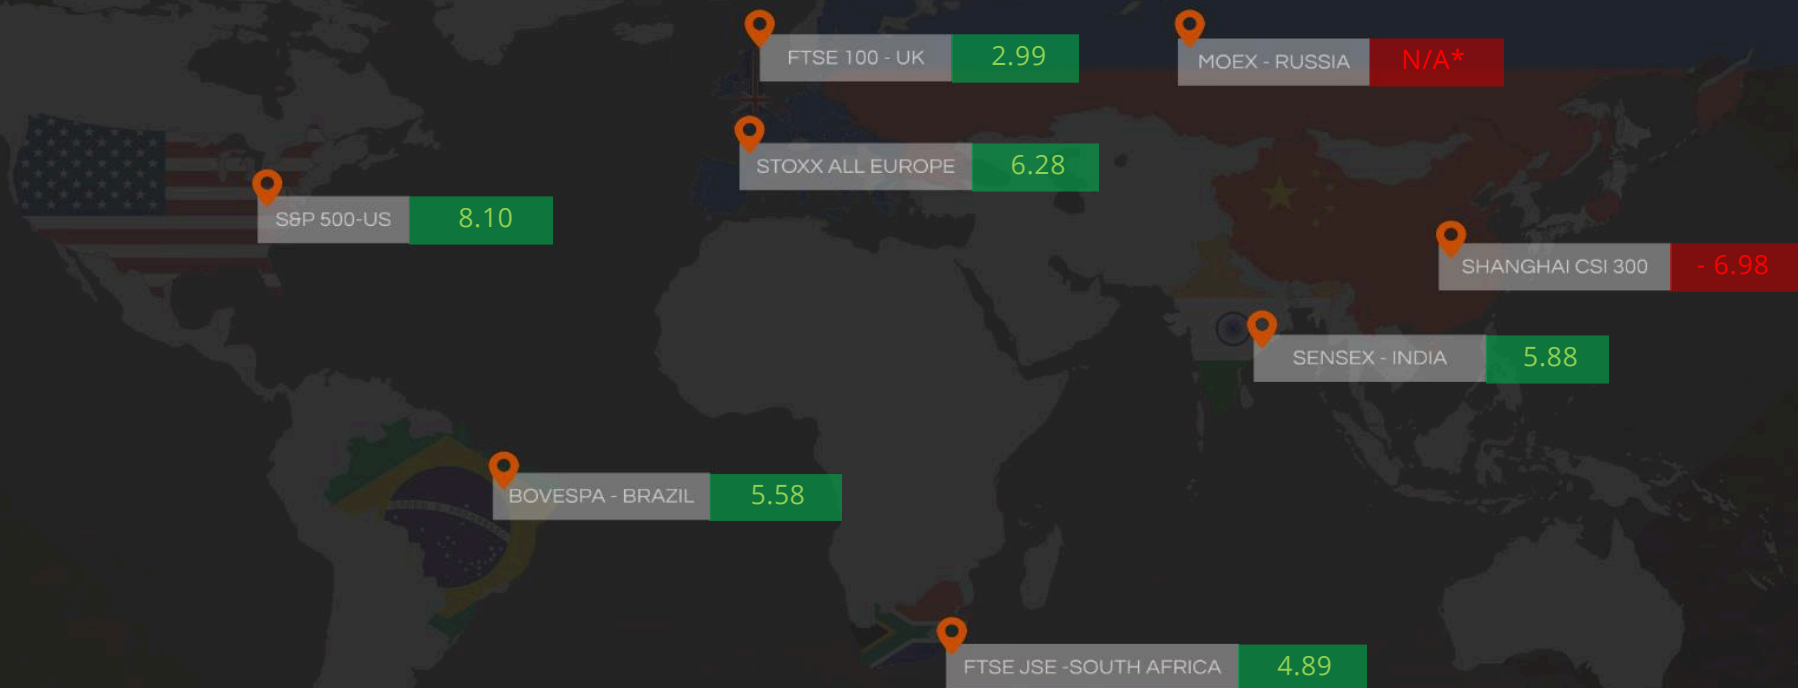 FTSE 100 - UK 2.99
MOEX - RUSSIA N/A*
STOXX ALL EUROPE 6.28
S&P 500-US 8.10
SHANGHAI CSI 300 - 6.98
SENSEX - INDIA 5.88
BOVESPA - BRAZIL 5.58
FTSE JSE -SOUTH AFRICA 4.89